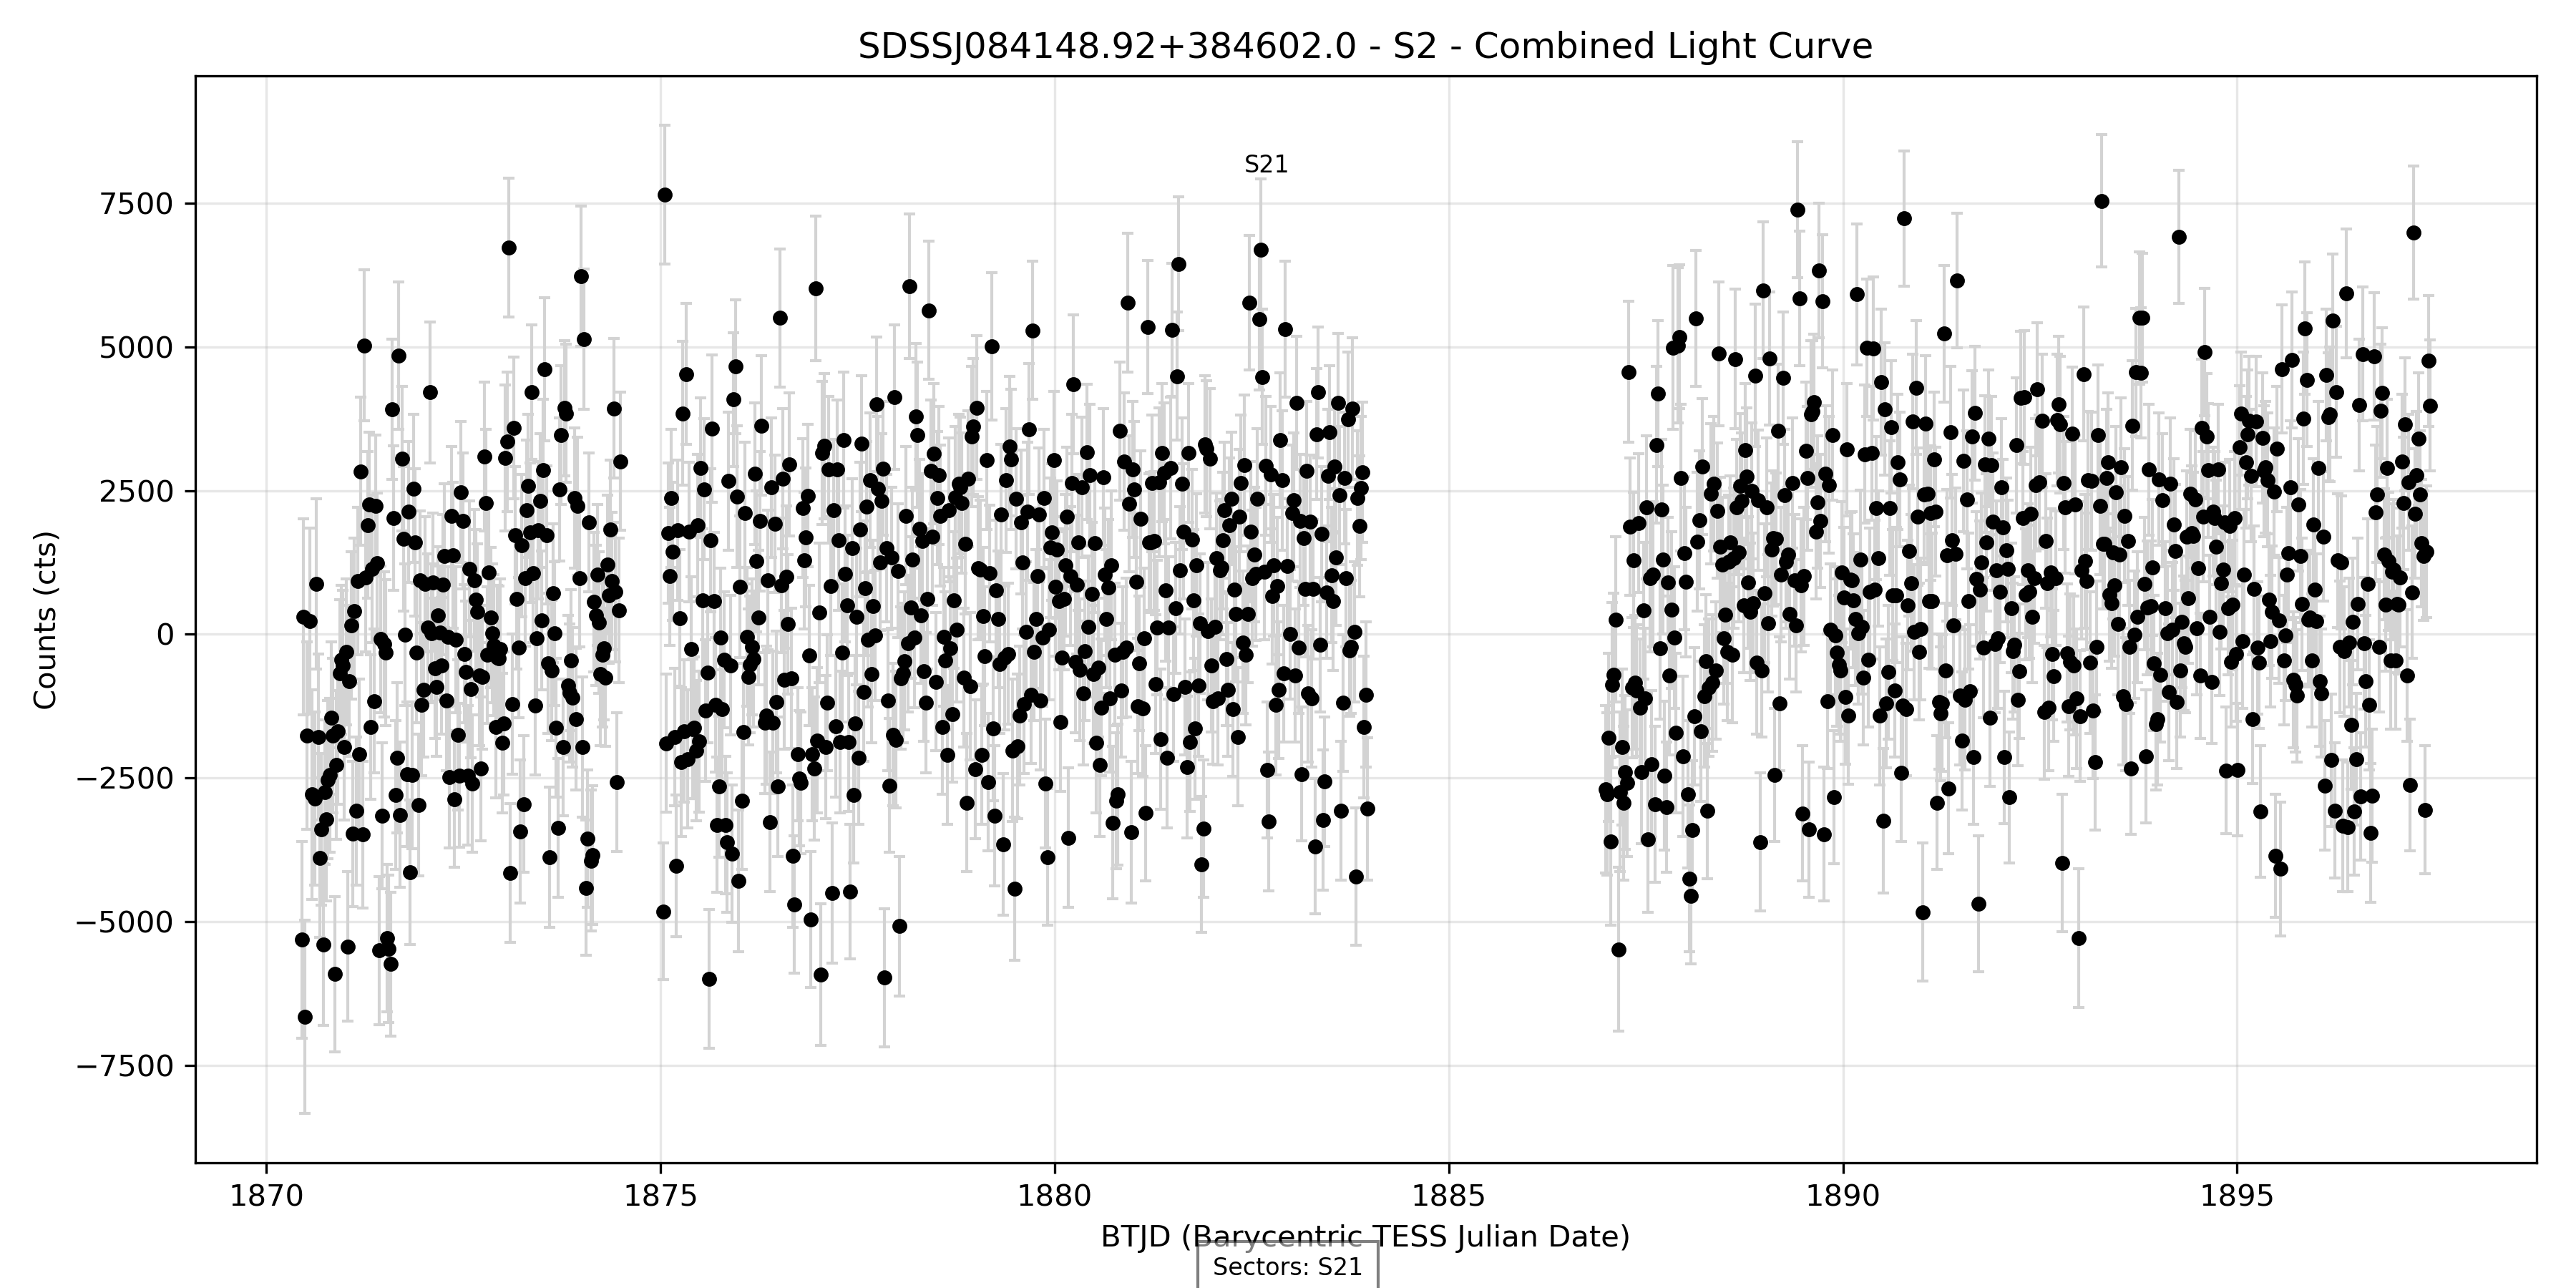 SDSSJ084148.92+384602.0 - S2 - Combined Light Curve
S21
7500
5000
2500
0
−2500
−5000
−7500
Counts (cts)
1870 1875 1880 1885 1890 1895
BTJD (Barycentric TESS Julian Date)
Sectors: S21